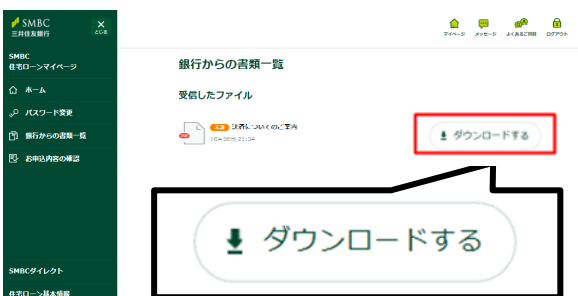 SMBC
三井住友銀行
とじる
マイページ
メッセージ
よくあるご質問
ログアウト
SMBC
住宅ローンマイページ
ホーム
パスワード変更
銀行からの書類一覧
お申込内容の確認
SMBCダイレクト
住宅ローン基本情報
銀行からの書類一覧
受信したファイル
PDF
決済についてのご案内
21:34
ダウンロードする
ダウンロードする